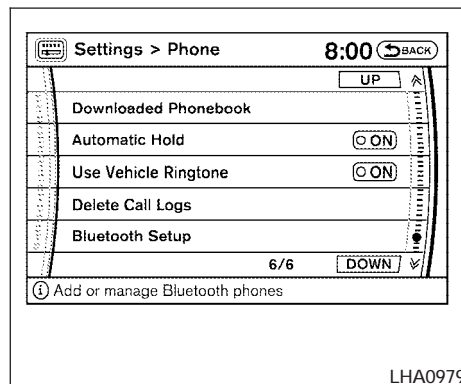 Settings > Phone 8:00 BACK
UP
Downloaded Phonebook
Automatic Hold ON
Use Vehicle Ringtone ON
Delete Call Logs
Bluetooth Setup
6/6 DOWN
i Add or manage Bluetooth phones
LHA0979